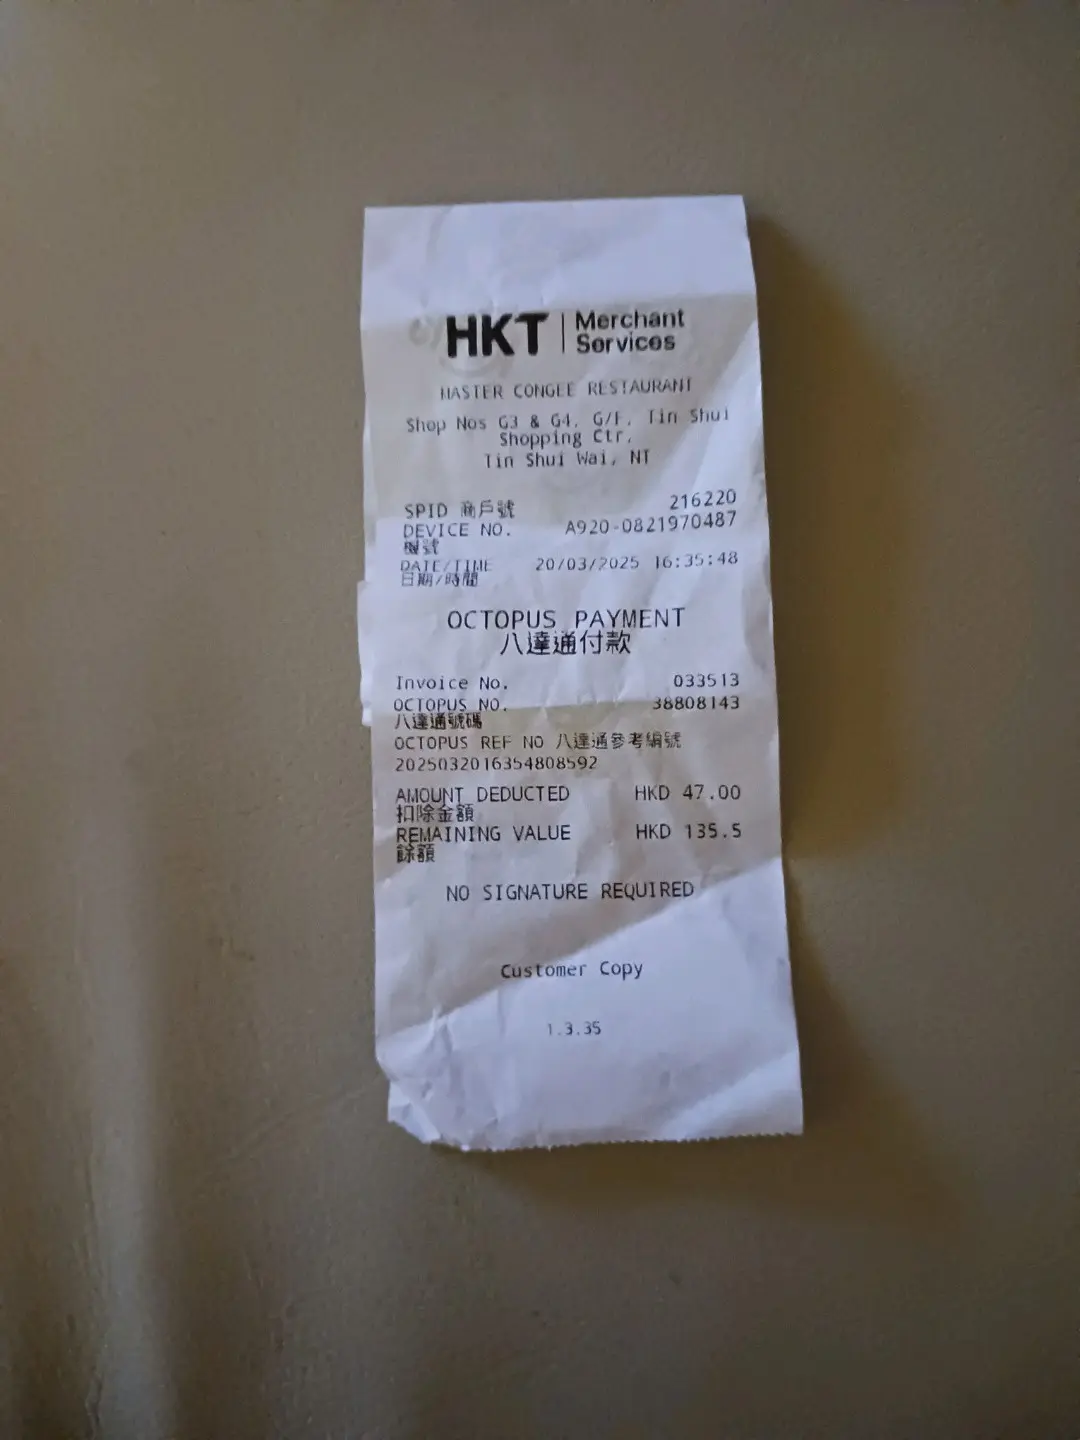 HKT | Merchant Services
MASTER CONGEE RESTAURANT
Shop Nos G3 & G4, G/F, Tin Shui
Shopping Ctr,
Tin Shui Wai, NT
SPID 商戶號 216220
DEVICE NO. A920-0821970487
機號
DATE/TIME 20/03/2025 16:35:48
日期/時間
OCTOPUS PAYMENT
八達通付款
Invoice No. 033513
OCTOPUS NO. 38808143
八達通號碼
OCTOPUS REF NO 八達通參考編號
2025032016354808592
AMOUNT DEDUCTED HKD 47.00
扣除金額
REMAINING VALUE HKD 135.5
餘額
NO SIGNATURE REQUIRED
Customer Copy
1.3.35